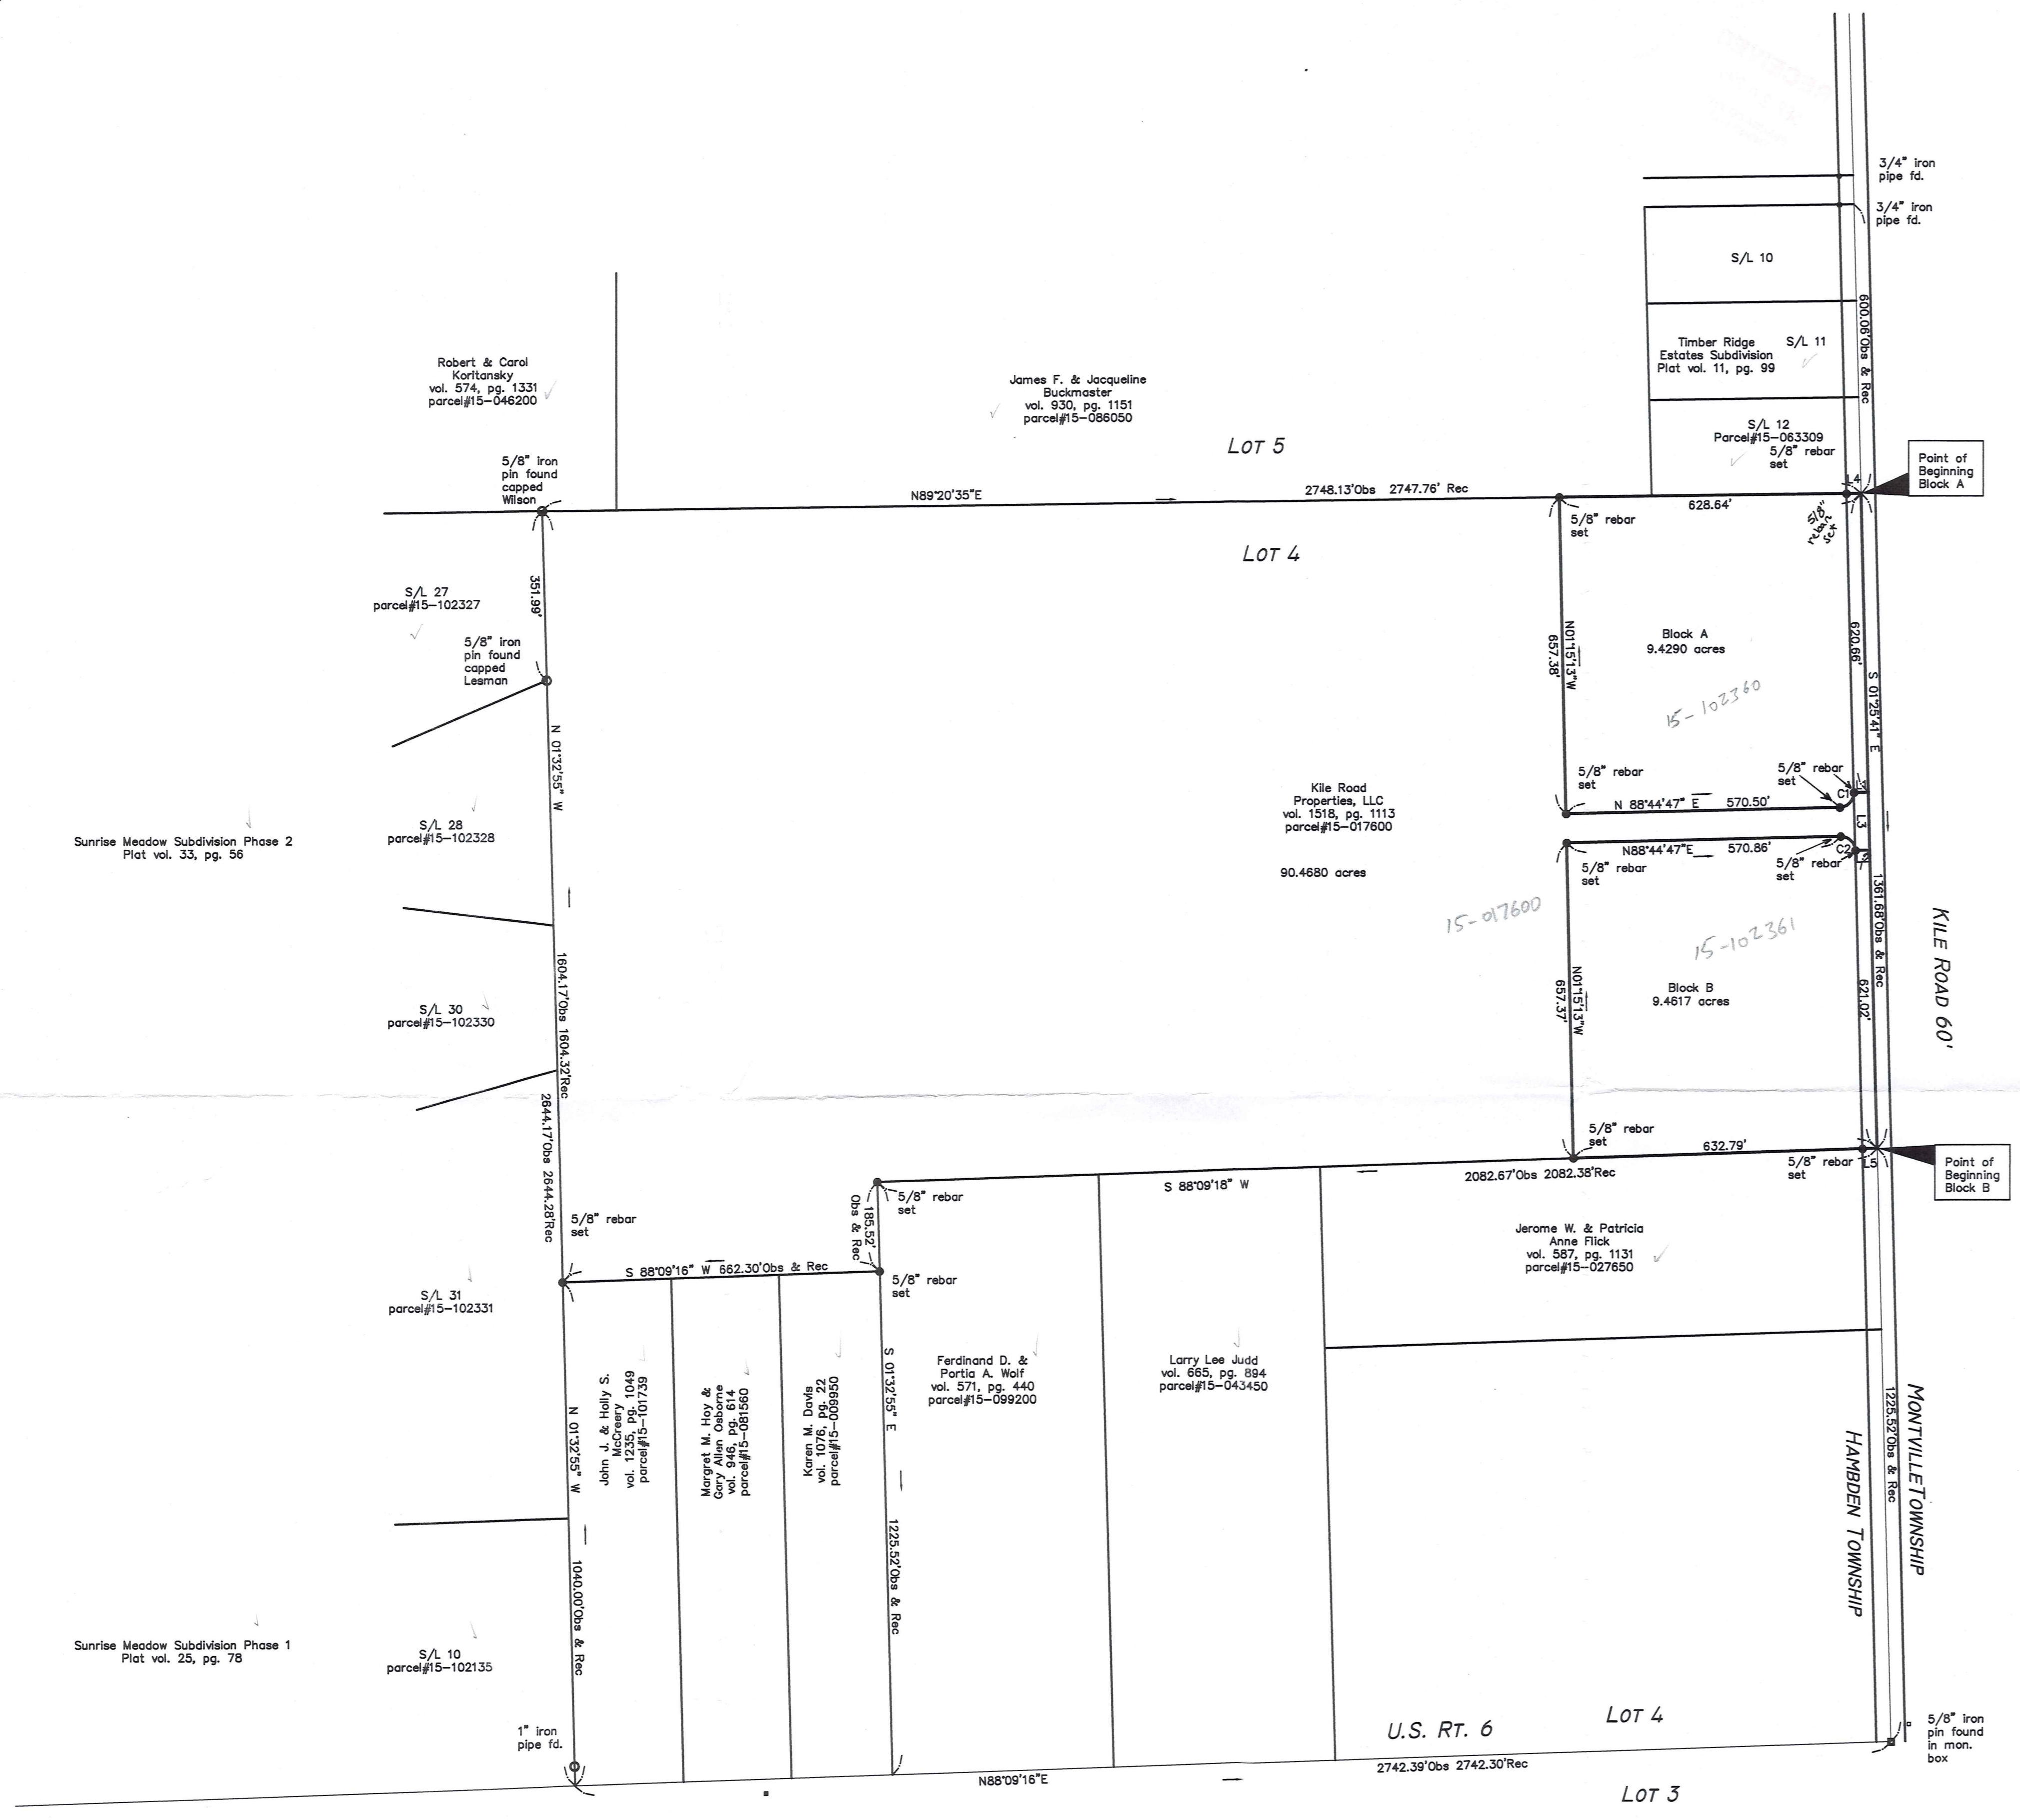 3/4" iron
pipe fd.
3/4" iron
pipe fd.
S/L 10
600.06'Obs & Rec
Timber Ridge
Estates Subdivision
Plat vol. 11, pg. 99
S/L 11
S/L 12
Parcel#15-063309
5/8" rebar
set
Robert & Carol
Koritansky
vol. 574, pg. 1331
parcel#15-046200
James F. & Jacqueline
Buckmaster
vol. 930, pg. 1151
parcel#15-086050
LOT 5
Point of
Beginning
Block A
5/8" iron
pin found
capped
Wilson
N89°20'35"E
2748.13'Obs 2747.76' Rec
628.64'
L4
5/8" rebar
set
5/8"
rebar
set
LOT 4
351.99'
S/L 27
parcel#15-102327
5/8" iron
pin found
capped
Lesman
N01°15'13"W
657.38'
Block A
9.4290 acres
15-102360
620.66'
S 01°25'41" E
N 01°32'55" W
5/8" rebar
set
5/8" rebar
set
C1
L1
N 88°44'47" E 570.50'
L3
Kile Road
Properties, LLC
vol. 1518, pg. 1113
parcel#15-017600
90.4680 acres
N88°44'47"E 570.86'
C2
L2
5/8" rebar
set
5/8" rebar
set
Sunrise Meadow Subdivision Phase 2
Plat vol. 33, pg. 56
S/L 28
parcel#15-102328
15-017600
15-102361
1361.68'Obs & Rec
KILE ROAD 60'
Block B
9.4617 acres
N01°15'13"W
657.37'
621.02'
S/L 30
parcel#15-102330
1604.17'Obs 1604.32'Rec
2644.17'Obs 2644.28'Rec
5/8" rebar
set
632.79'
5/8" rebar
set
L5
Point of
Beginning
Block B
S 88°09'18" W
2082.67'Obs 2082.38'Rec
5/8" rebar
set
185.52'
Obs & Rec
5/8" rebar
set
S 88°09'16" W 662.30'Obs & Rec
5/8" rebar
set
Jerome W. & Patricia
Anne Flick
vol. 587, pg. 1131
parcel#15-027650
S/L 31
parcel#15-102331
John J. & Holly S.
McCreery
vol. 1235, pg. 1049
parcel#15-101739
Margret M. Hoy &
Gary Allen Osborne
vol. 946, pg. 614
parcel#15-081560
Karen M. Davis
vol. 1076, pg. 22
parcel#15-009950
S 01°32'55" E
Ferdinand D. &
Portia A. Wolf
vol. 571, pg. 440
parcel#15-099200
Larry Lee Judd
vol. 665, pg. 894
parcel#15-043450
1225.52'Obs & Rec
MONTVILLE TOWNSHIP
HAMBDEN TOWNSHIP
N 01°32'55" W
1225.52'Obs & Rec
1040.00'Obs & Rec
Sunrise Meadow Subdivision Phase 1
Plat vol. 25, pg. 78
S/L 10
parcel#15-102135
1" iron
pipe fd.
U.S. RT. 6
LOT 4
5/8" iron
pin found
in mon.
box
N88°09'16"E
2742.39'Obs 2742.30'Rec
LOT 3